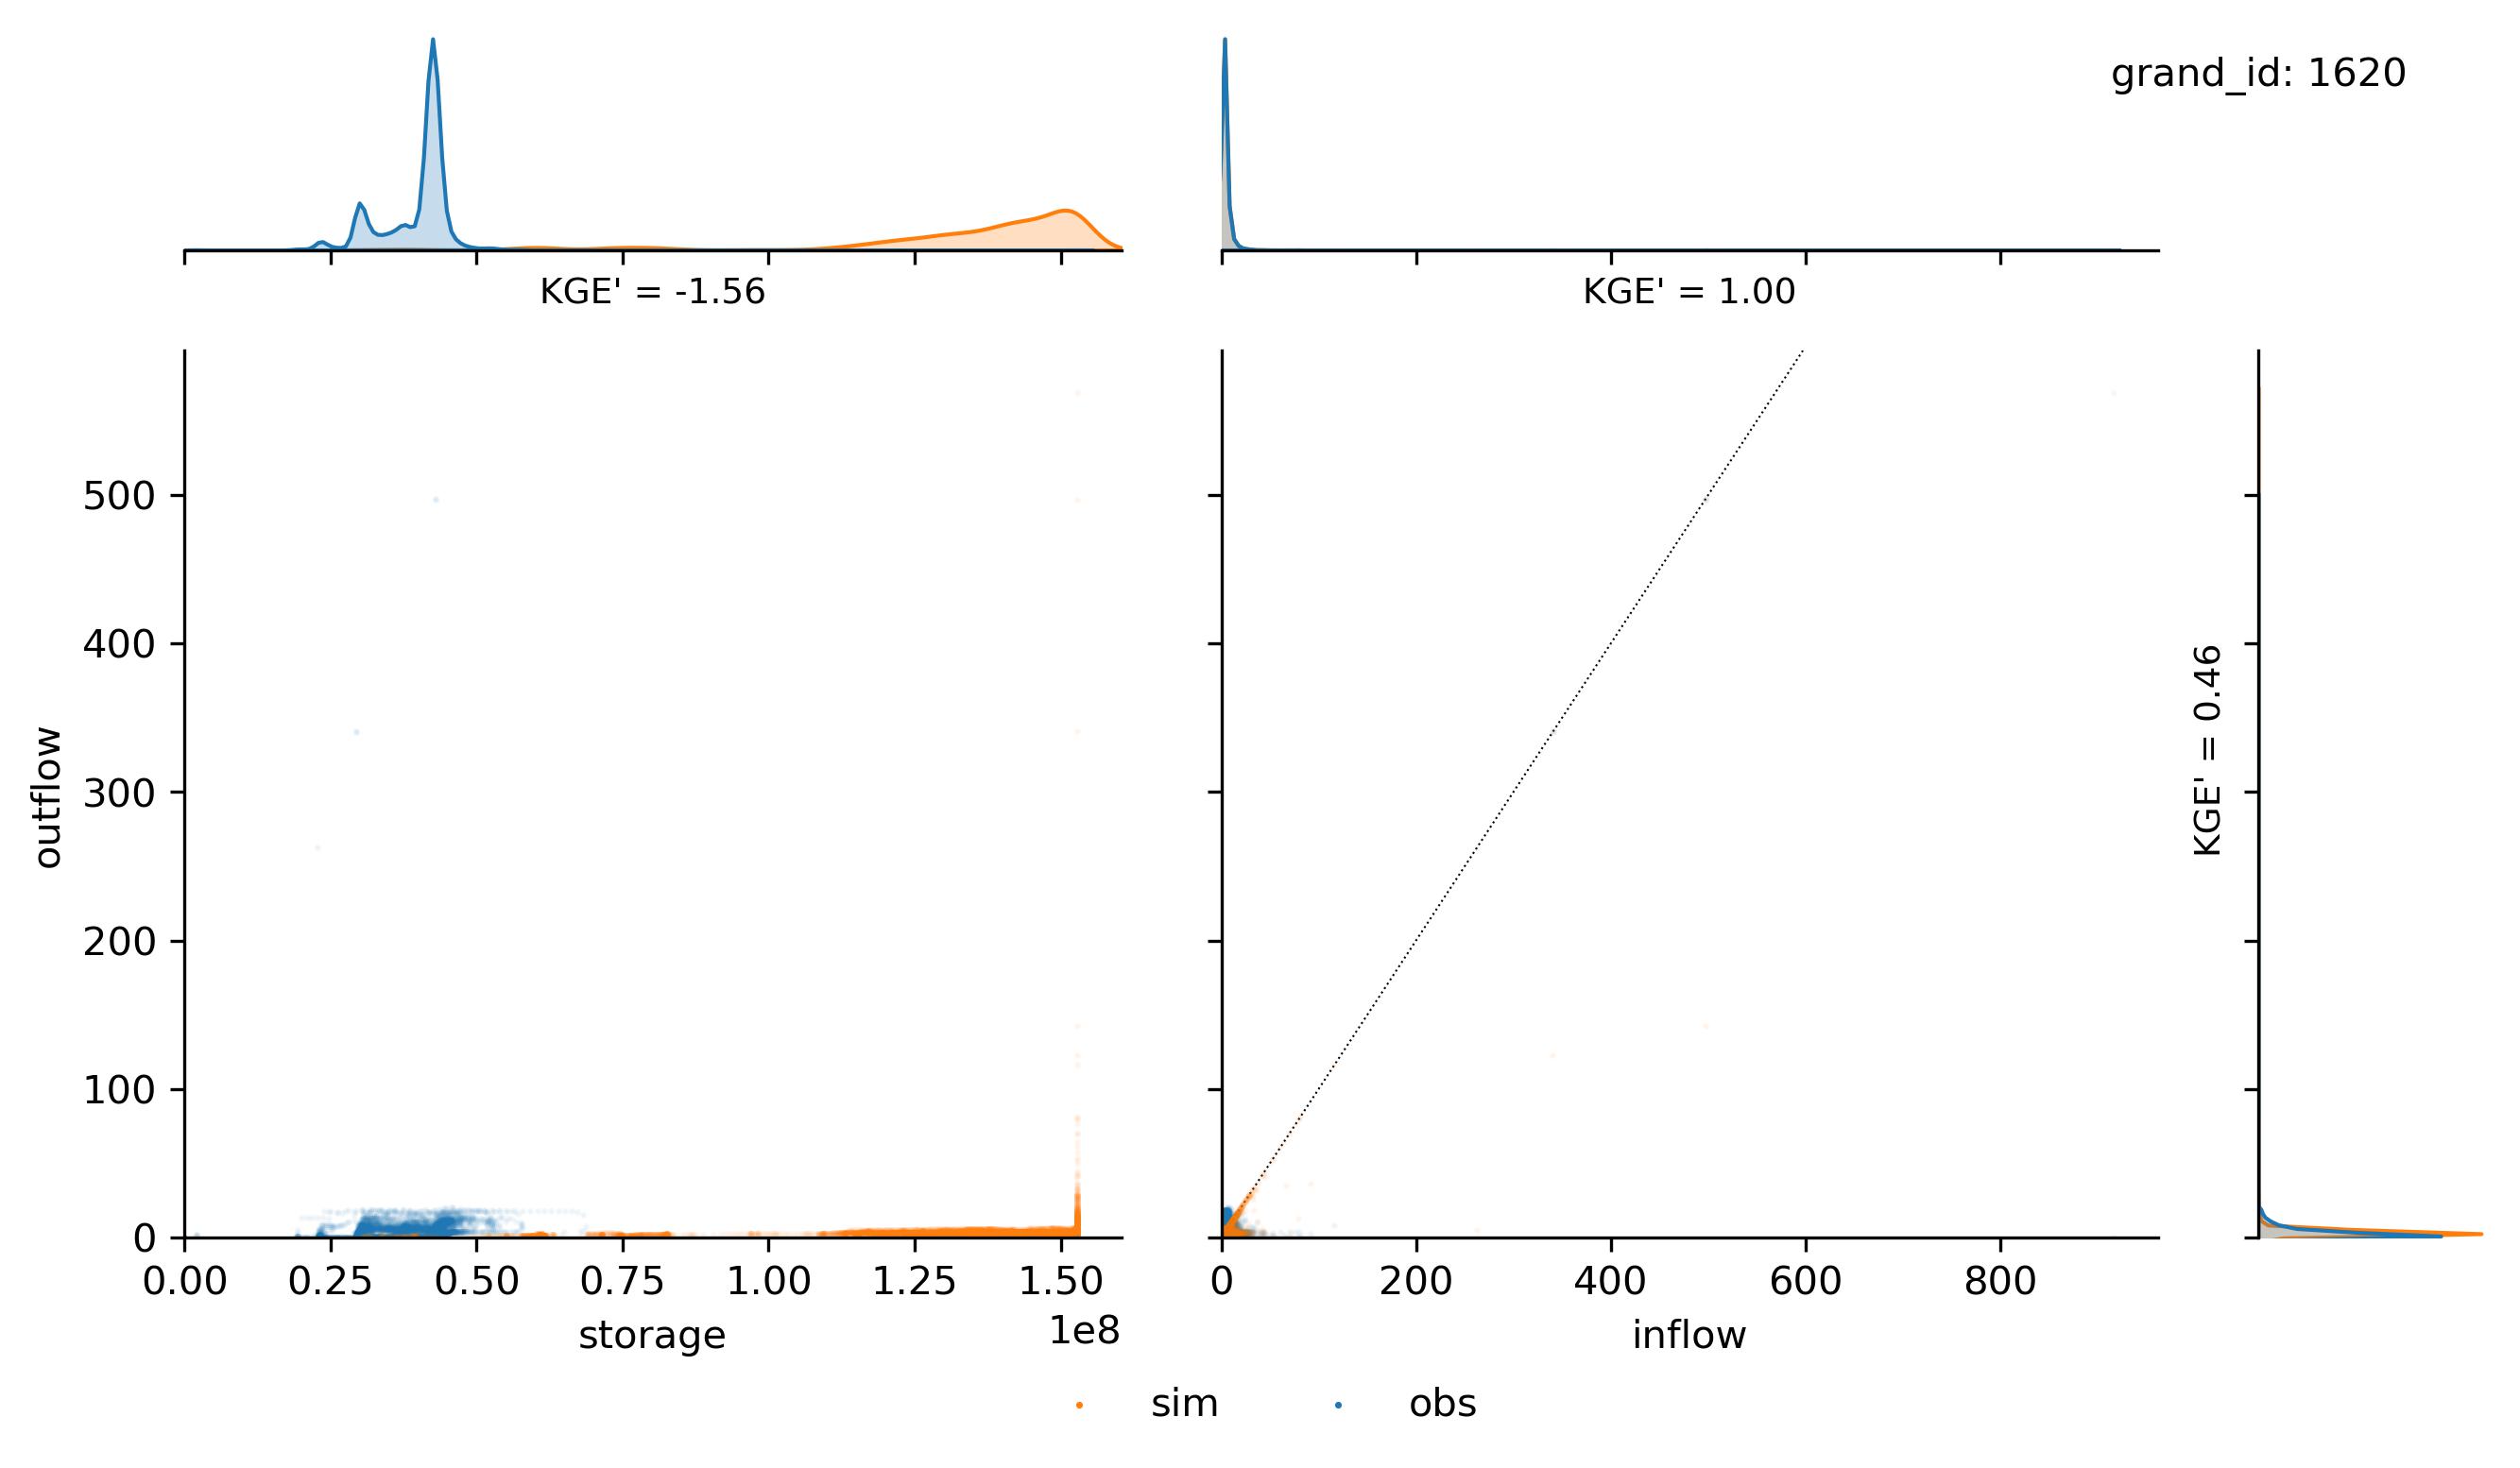 grand_id: 1620
KGE' = -1.56
KGE' = 1.00
outflow
500
400
300
200
100
0
KGE' = 0.46
0.00 0.25 0.50 0.75 1.00 1.25 1.50
1e8
storage
0 200 400 600 800
inflow
sim obs